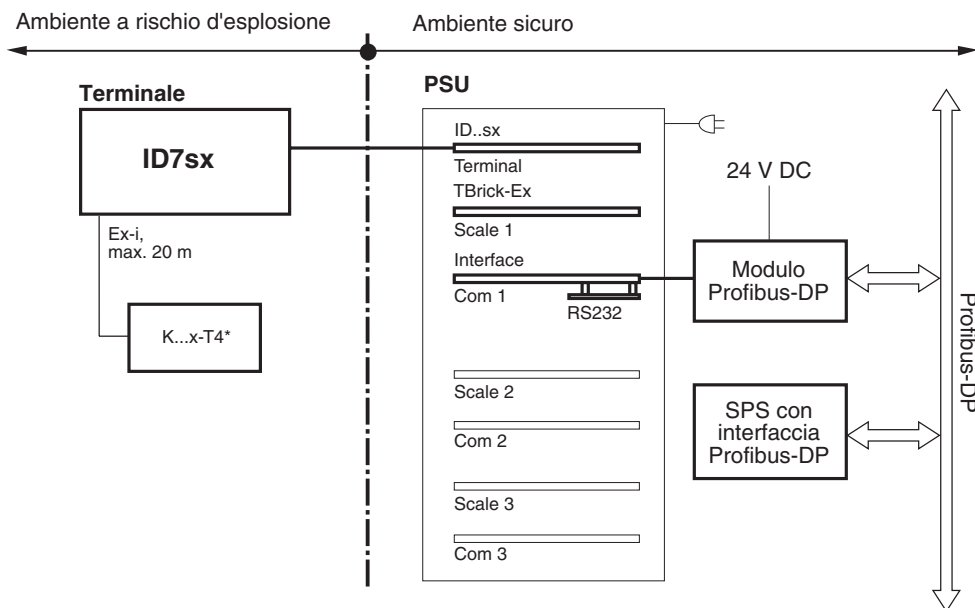 Ambiente a rischio d'esplosione
Ambiente sicuro
Terminale
PSU
ID7sx
ID..sx
Terminal
TBrick-Ex
Scale 1
Interface
Com 1
RS232
24 V DC
Modulo
Profibus-DP
Ex-i,
max. 20 m
K...x-T4*
Scale 2
Com 2
Scale 3
Com 3
SPS con
interfaccia
Profibus-DP
Profibus-DP